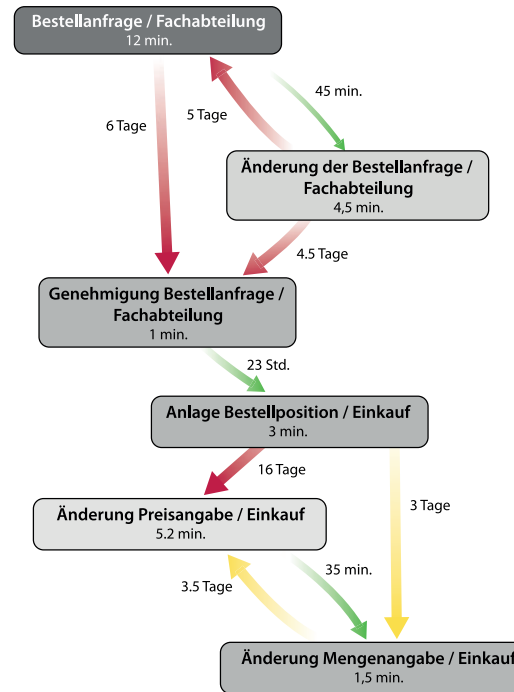 Bestellanfrage / Fachabteilung
12 min.
45 min.
5 Tage
6 Tage
Änderung der Bestellanfrage /
Fachabteilung
4,5 min.
4.5 Tage
Genehmigung Bestellanfrage /
Fachabteilung
1 min.
23 Std.
Anlage Bestellposition / Einkauf
3 min.
16 Tage
3 Tage
Änderung Preisangabe / Einkauf
5.2 min.
35 min.
3.5 Tage
Änderung Mengenangabe / Einkauf
1,5 min.